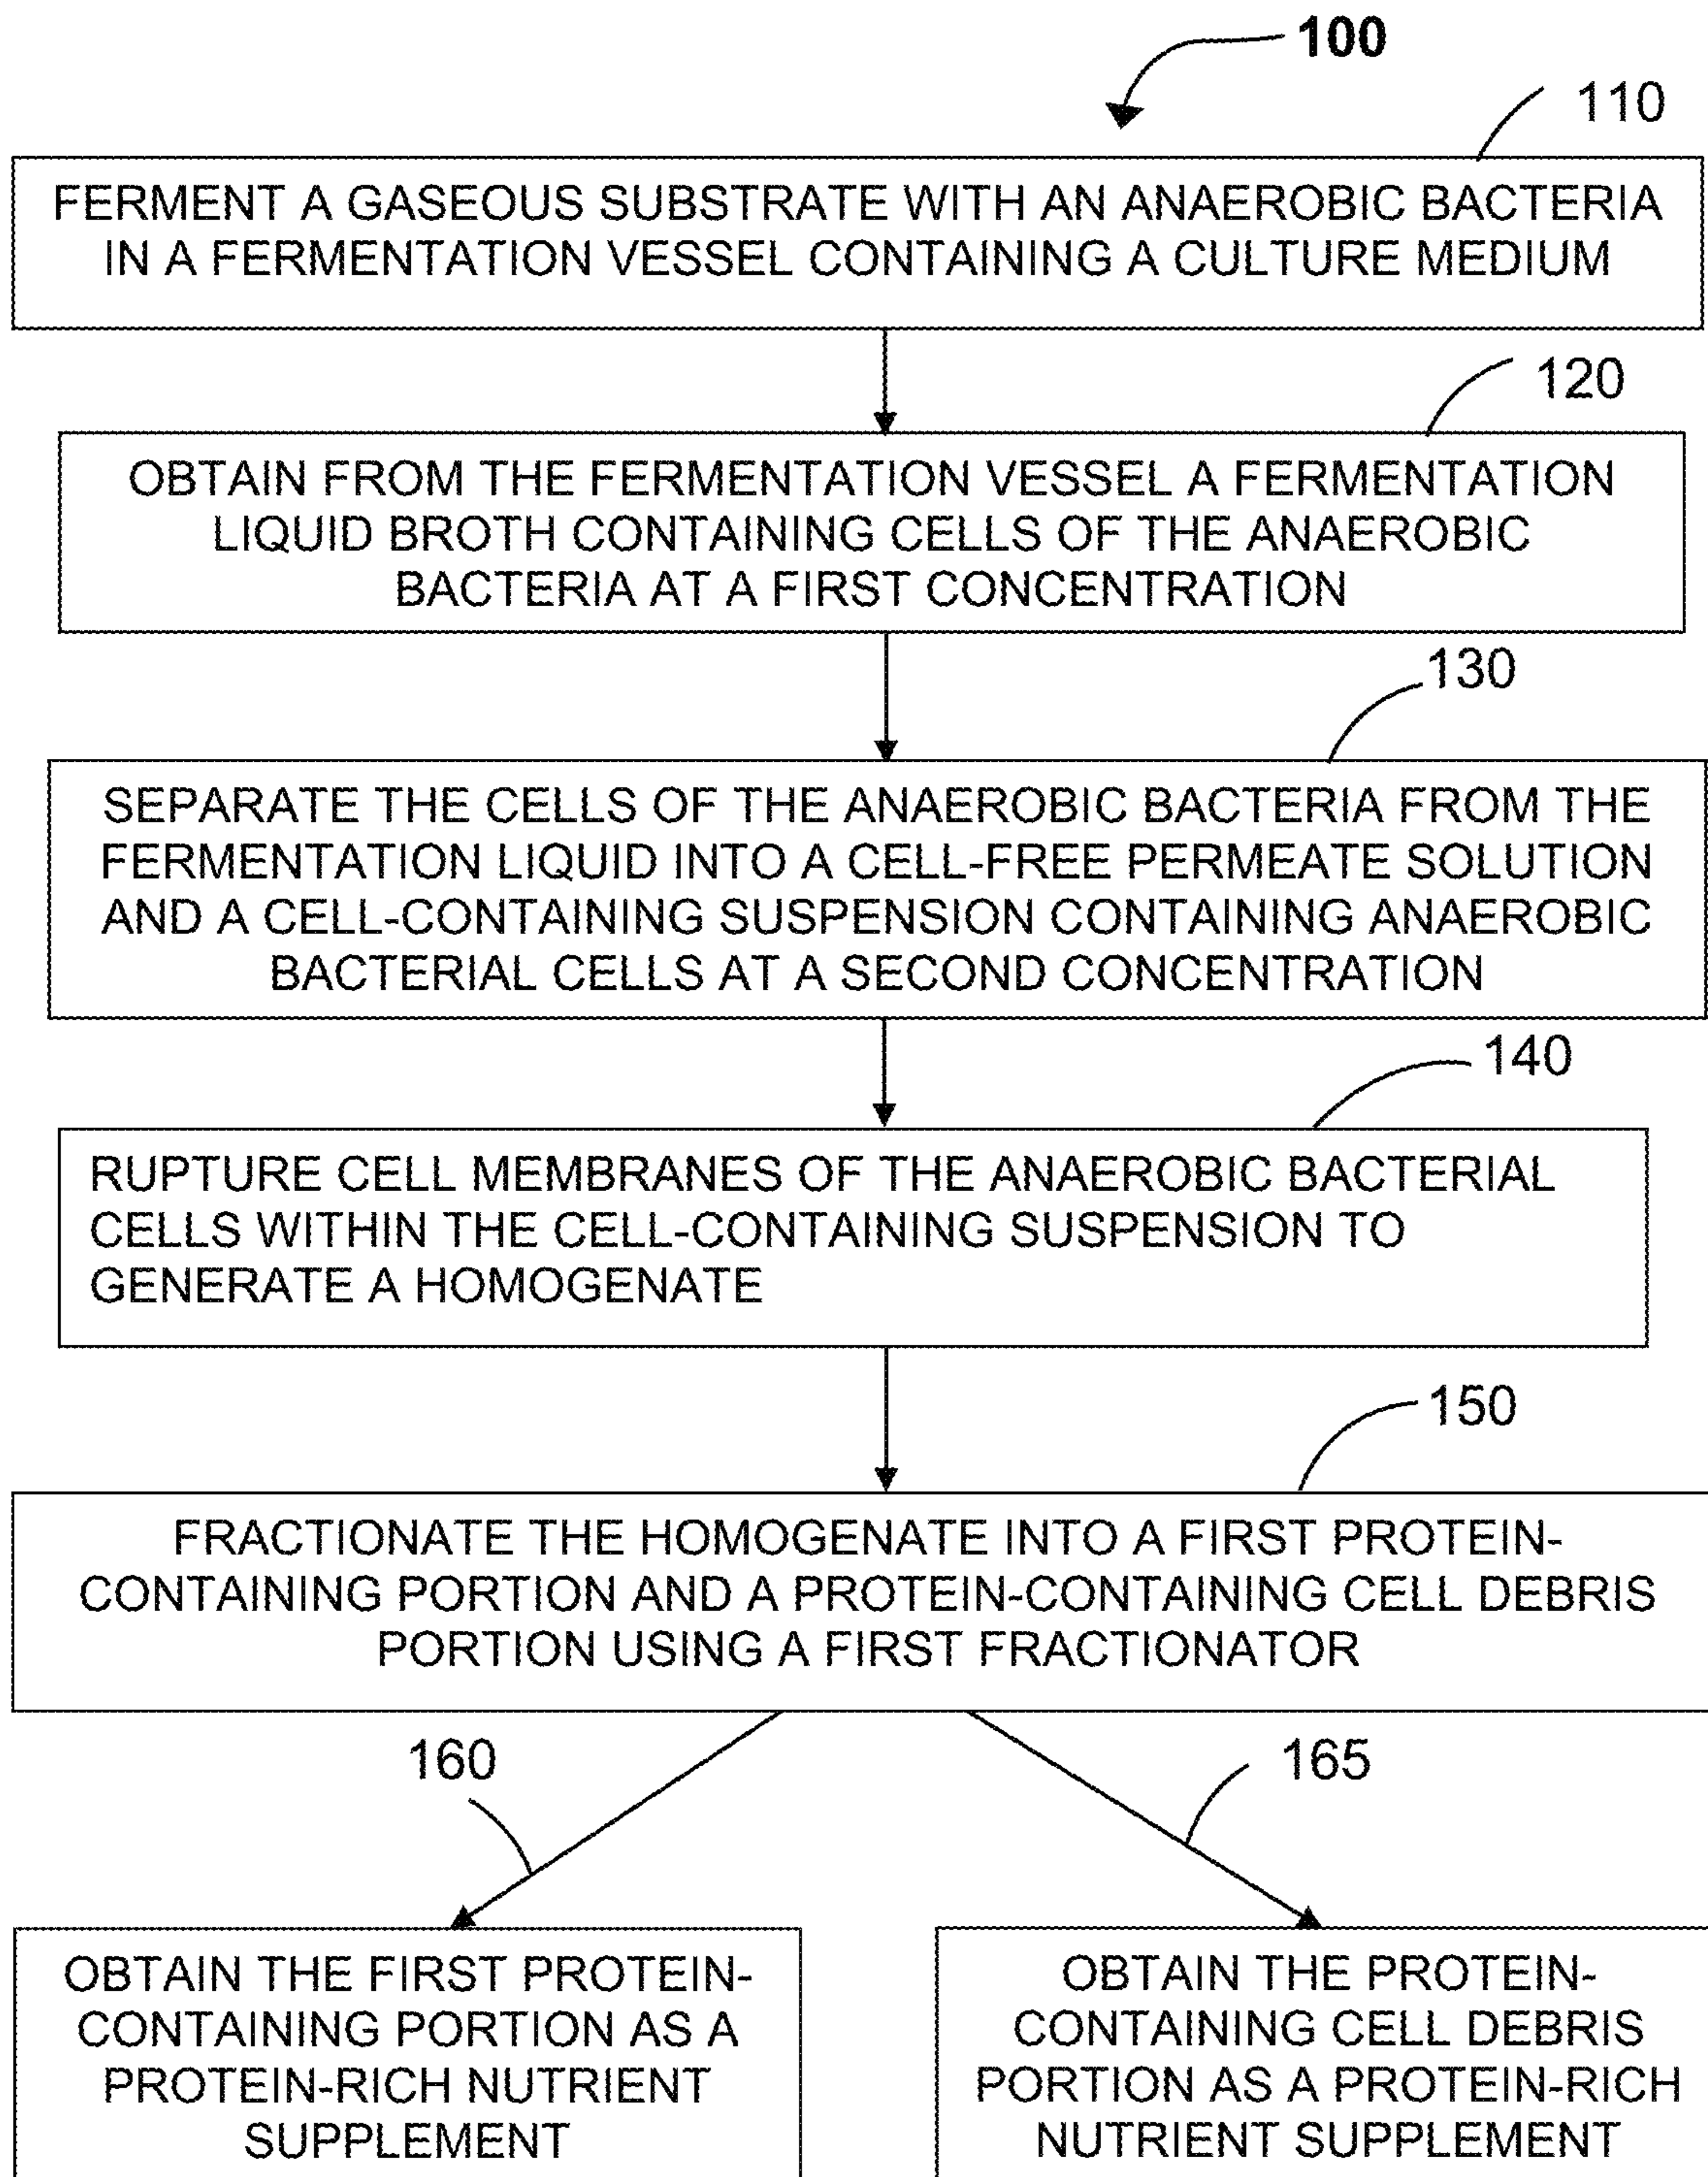 100
110
FERMENT A GASEOUS SUBSTRATE WITH AN ANAEROBIC BACTERIA
IN A FERMENTATION VESSEL CONTAINING A CULTURE MEDIUM
120
OBTAIN FROM THE FERMENTATION VESSEL A FERMENTATION
LIQUID BROTH CONTAINING CELLS OF THE ANAEROBIC
BACTERIA AT A FIRST CONCENTRATION
130
SEPARATE THE CELLS OF THE ANAEROBIC BACTERIA FROM THE
FERMENTATION LIQUID INTO A CELL-FREE PERMEATE SOLUTION
AND A CELL-CONTAINING SUSPENSION CONTAINING ANAEROBIC
BACTERIAL CELLS AT A SECOND CONCENTRATION
140
RUPTURE CELL MEMBRANES OF THE ANAEROBIC BACTERIAL
CELLS WITHIN THE CELL-CONTAINING SUSPENSION TO
GENERATE A HOMOGENATE
150
FRACTIONATE THE HOMOGENATE INTO A FIRST PROTEIN-
CONTAINING PORTION AND A PROTEIN-CONTAINING CELL DEBRIS
PORTION USING A FIRST FRACTIONATOR
160
165
OBTAIN THE FIRST PROTEIN-
CONTAINING PORTION AS A
PROTEIN-RICH NUTRIENT
SUPPLEMENT
OBTAIN THE PROTEIN-
CONTAINING CELL DEBRIS
PORTION AS A PROTEIN-RICH
NUTRIENT SUPPLEMENT